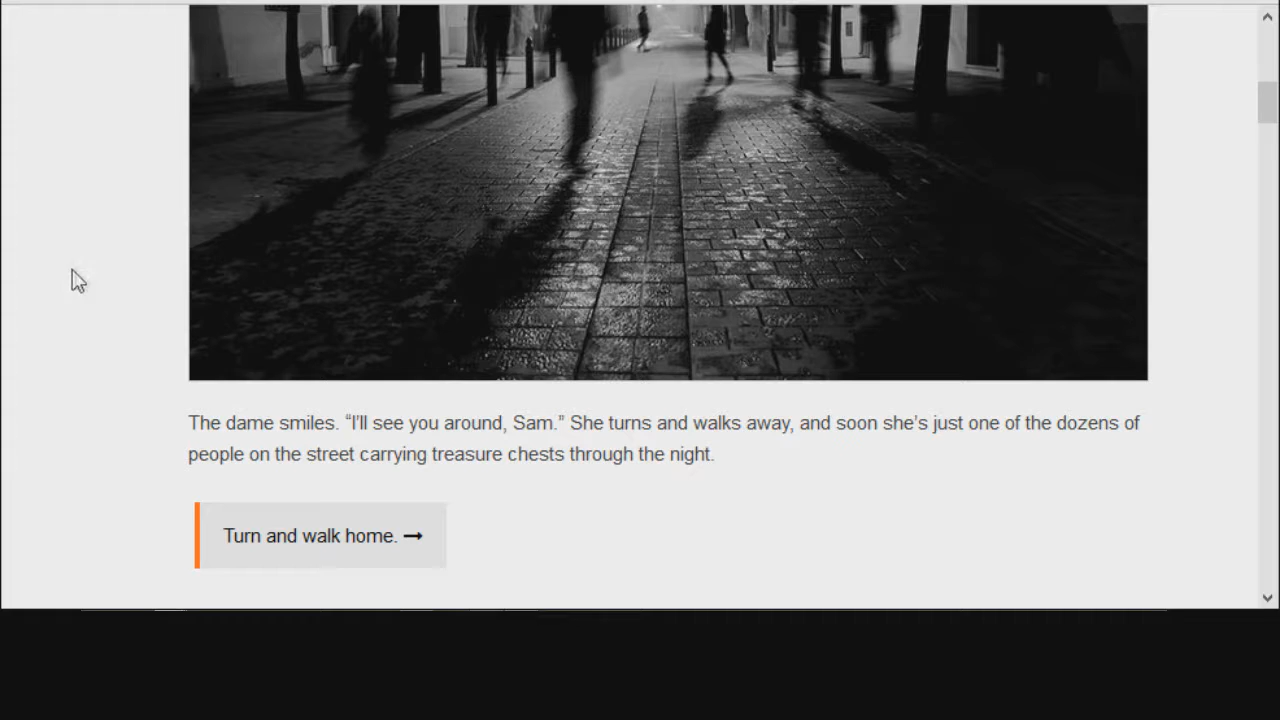 The dame smiles. “I’ll see you around, Sam.” She turns and walks away, and soon she’s just one of the dozens of
people on the street carrying treasure chests through the night.
Turn and walk home. →